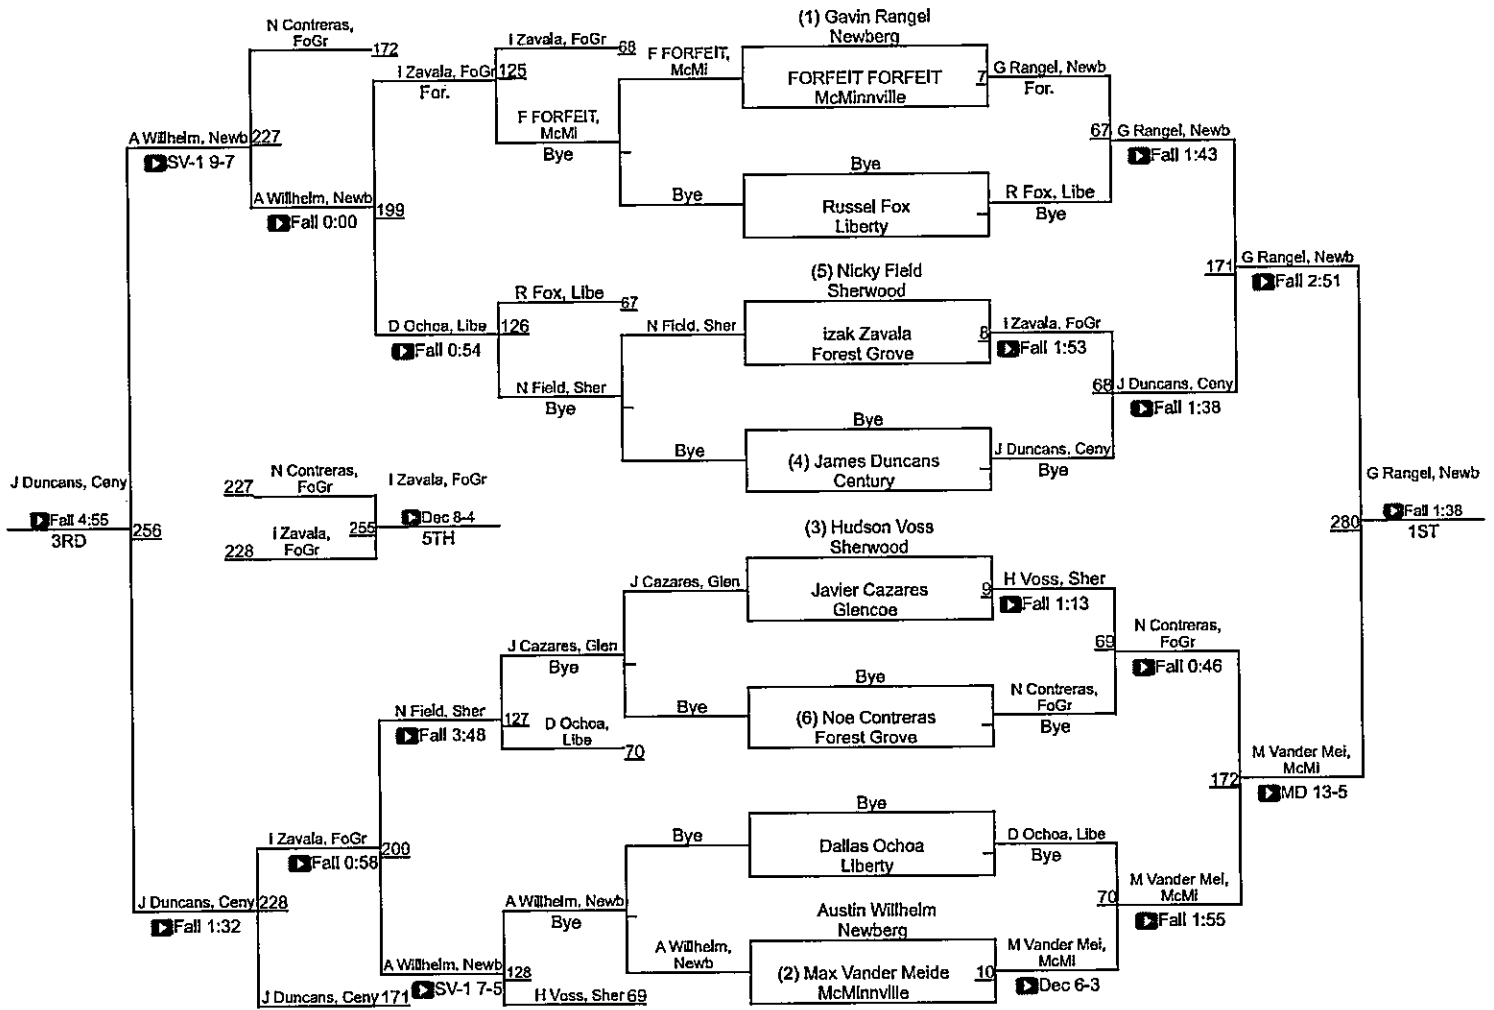 (1) Gavin Rangel
Newberg
FORFEIT FORFEIT
McMinnville
7
G Rangel, Newb
For.
Bye
Russel Fox
Liberty
R Fox, Libe
Bye
67
G Rangel, Newb
Fall 1:43
(5) Nicky Field
Sherwood
izak Zavala
Forest Grove
8
I Zavala, FoGr
Fall 1:53
Bye
(4) James Duncans
Century
J Duncans, Ceny
Bye
68
J Duncans, Ceny
Fall 1:38
171
G Rangel, Newb
Fall 2:51
(3) Hudson Voss
Sherwood
Javier Cazares
Glencoe
9
H Voss, Sher
Fall 1:13
Bye
(6) Noe Contreras
Forest Grove
N Contreras,
FoGr
Bye
69
N Contreras,
FoGr
Fall 0:46
Bye
Dallas Ochoa
Liberty
D Ochoa, Libe
Bye
Austin Willhelm
Newberg
(2) Max Vander Meide
McMinnville
10
M Vander Mei,
McMi
Dec 6-3
70
M Vander Mei,
McMi
Fall 1:55
172
M Vander Mei,
McMi
MD 13-5
280
G Rangel, Newb
Fall 1:38
1ST
F FORFEIT,
McMi
Bye
F FORFEIT,
McMi
Bye
I Zavala, FoGr
68
I Zavala, FoGr
125
For.
N Field, Sher
Bye
N Field, Sher
Bye
R Fox, Libe
67
D Ochoa, Libe
126
Fall 0:54
199
A Willhelm, Newb
Fall 0:00
N Contreras,
FoGr
172
A Willhelm, Newb
227
SV-1 9-7
J Cazares, Glen
Bye
J Cazares, Glen
Bye
D Ochoa,
Libe
70
N Field, Sher
127
Fall 3:48
Bye
A Willhelm,
Newb
A Willhelm, Newb
Bye
H Voss, Sher
69
A Willhelm, Newb
128
SV-1 7-5
I Zavala, FoGr
200
Fall 0:58
J Duncans, Ceny
171
J Duncans, Ceny
228
Fall 1:32
J Duncans, Ceny
Fall 4:55
256
3RD
227
N Contreras,
FoGr
228
I Zavala,
FoGr
255
I Zavala, FoGr
Dec 8-4
5TH